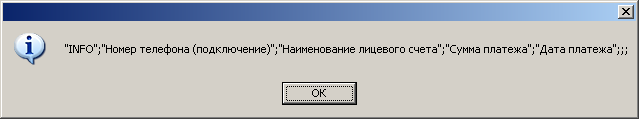 "INFO";"Номер телефона (подключение)";"Наименование лицевого счета";"Сумма платежа";"Дата платежа";;;
OK